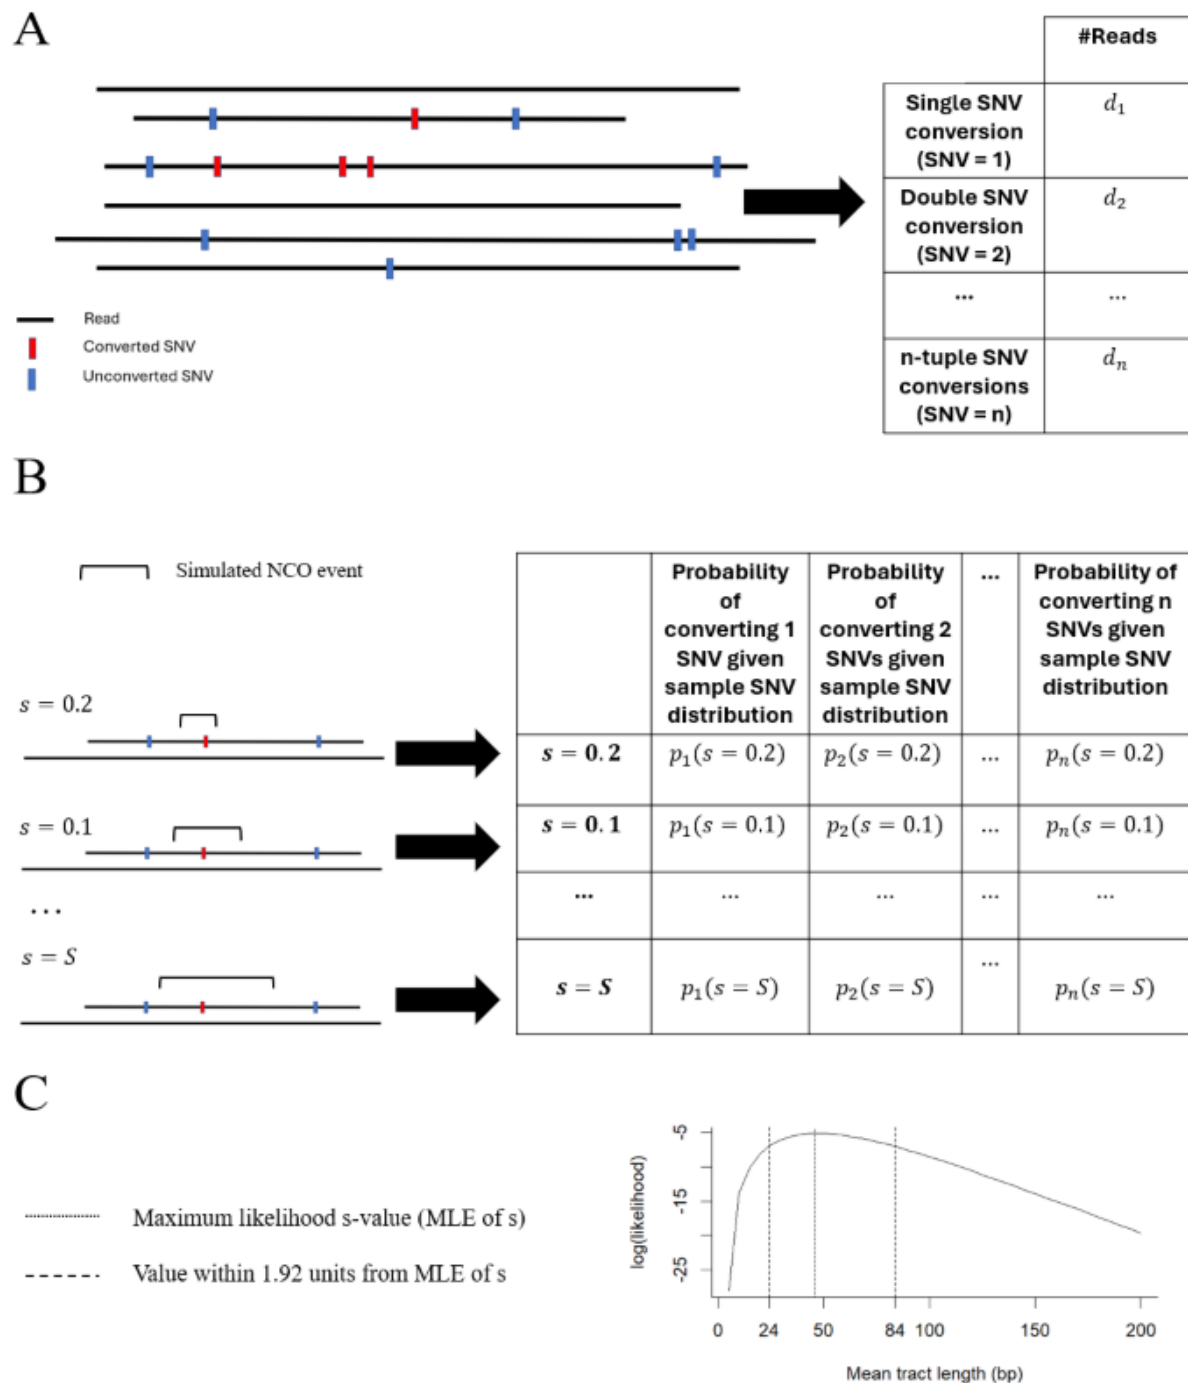 A
#Reads
Single SNV
conversion
(SNV = 1)
d₁
Double SNV
conversion
(SNV = 2)
d₂
...
...
n-tuple SNV
conversions
(SNV = n)
dₙ
Read
Converted SNV
Unconverted SNV
B
Simulated NCO event
Probability
of
converting 1
SNV given
sample SNV
distribution
Probability
of
converting 2
SNVs given
sample SNV
distribution
...
Probability of
converting n
SNVs given
sample SNV
distribution
s = 0.2
s = 0.2
p₁(s = 0.2)
p₂(s = 0.2)
...
pₙ(s = 0.2)
s = 0.1
s = 0.1
p₁(s = 0.1)
p₂(s = 0.1)
...
pₙ(s = 0.1)
...
...
...
...
...
...
s = S
s = S
p₁(s = S)
p₂(s = S)
...
pₙ(s = S)
C
Maximum likelihood s-value (MLE of s)
Value within 1.92 units from MLE of s
log(likelihood)
-5
-15
-25
0 24 50 84 100 150 200
Mean tract length (bp)